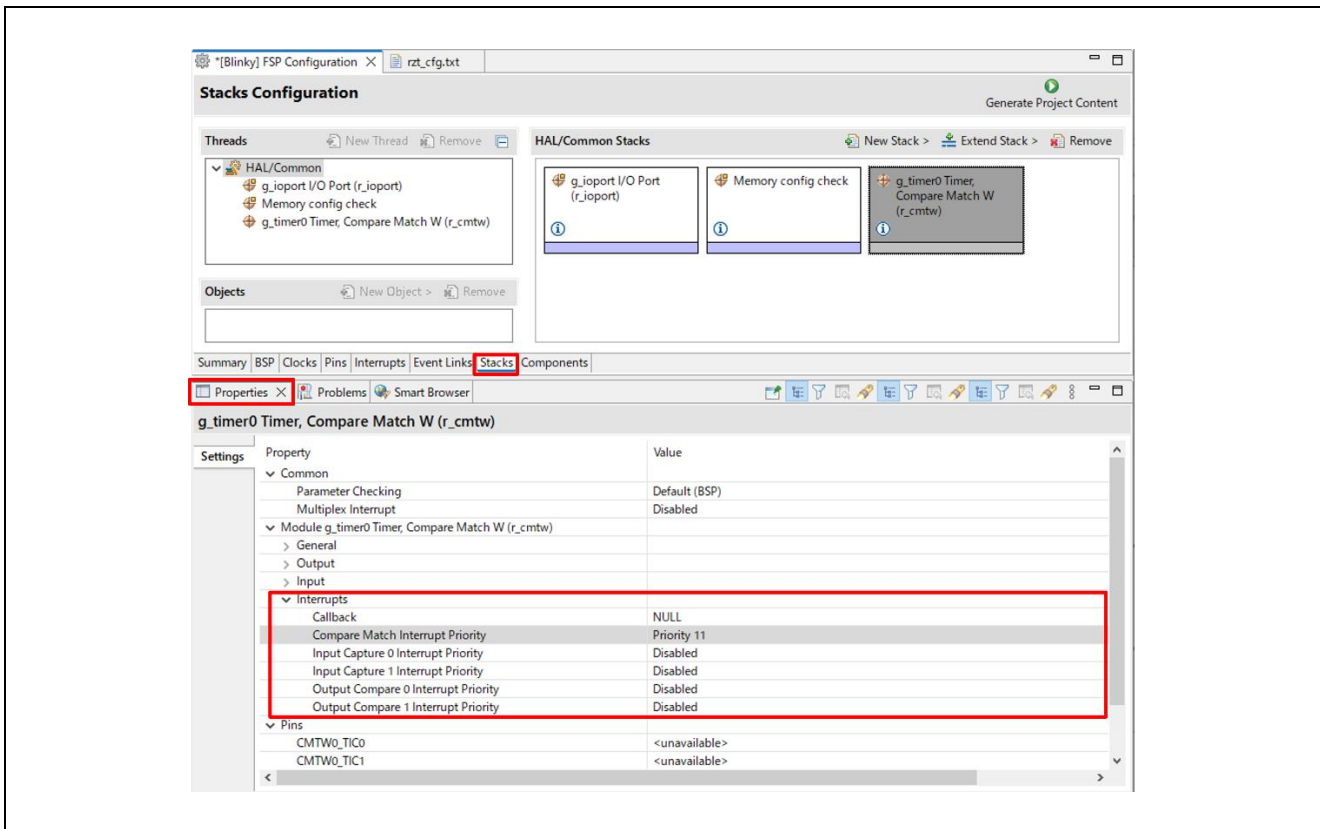 *[Blinky] FSP Configuration
rzt_cfg.txt
Stacks Configuration
Generate Project Content
Threads
New Thread
Remove
HAL/Common Stacks
New Stack >
Extend Stack >
Remove
HAL/Common
g_ioport I/O Port (r_ioport)
Memory config check
g_timer0 Timer, Compare Match W (r_cmtw)
g_ioport I/O Port
(r_ioport)
Memory config check
g_timer0 Timer,
Compare Match W
(r_cmtw)
Objects
New Object >
Remove
Summary BSP Clocks Pins Interrupts Event Links Stacks Components
Properties
Problems
Smart Browser
g_timer0 Timer, Compare Match W (r_cmtw)
Settings
Property Value
Common
Parameter Checking Default (BSP)
Multiplex Interrupt Disabled
Module g_timer0 Timer, Compare Match W (r_cmtw)
General
Output
Input
Interrupts
Callback NULL
Compare Match Interrupt Priority Priority 11
Input Capture 0 Interrupt Priority Disabled
Input Capture 1 Interrupt Priority Disabled
Output Compare 0 Interrupt Priority Disabled
Output Compare 1 Interrupt Priority Disabled
Pins
CMTW0_TIC0 <unavailable>
CMTW0_TIC1 <unavailable>